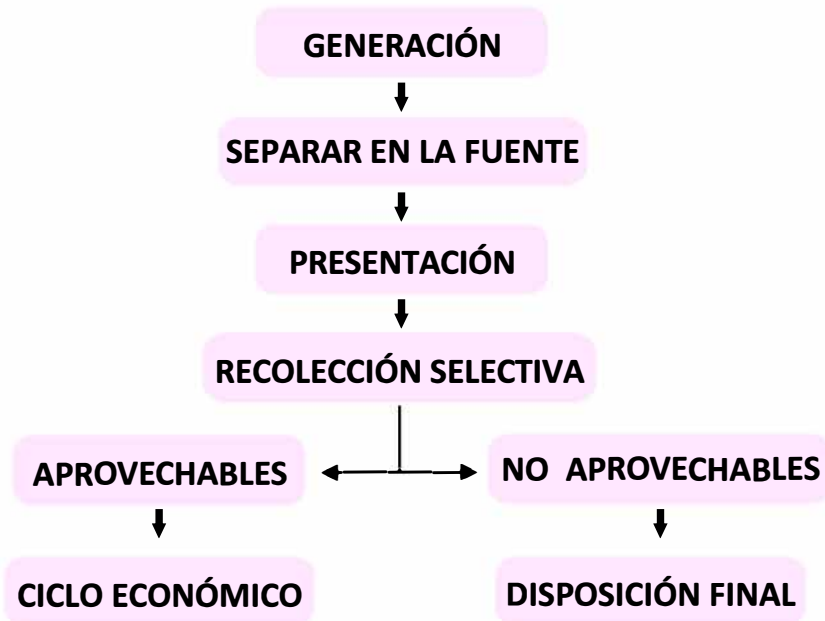 GENERACIÓN
SEPARAR EN LA FUENTE
PRESENTACIÓN
RECOLECCIÓN SELECTIVA
APROVECHABLES
NO APROVECHABLES
CICLO ECONÓMICO
DISPOSICIÓN FINAL